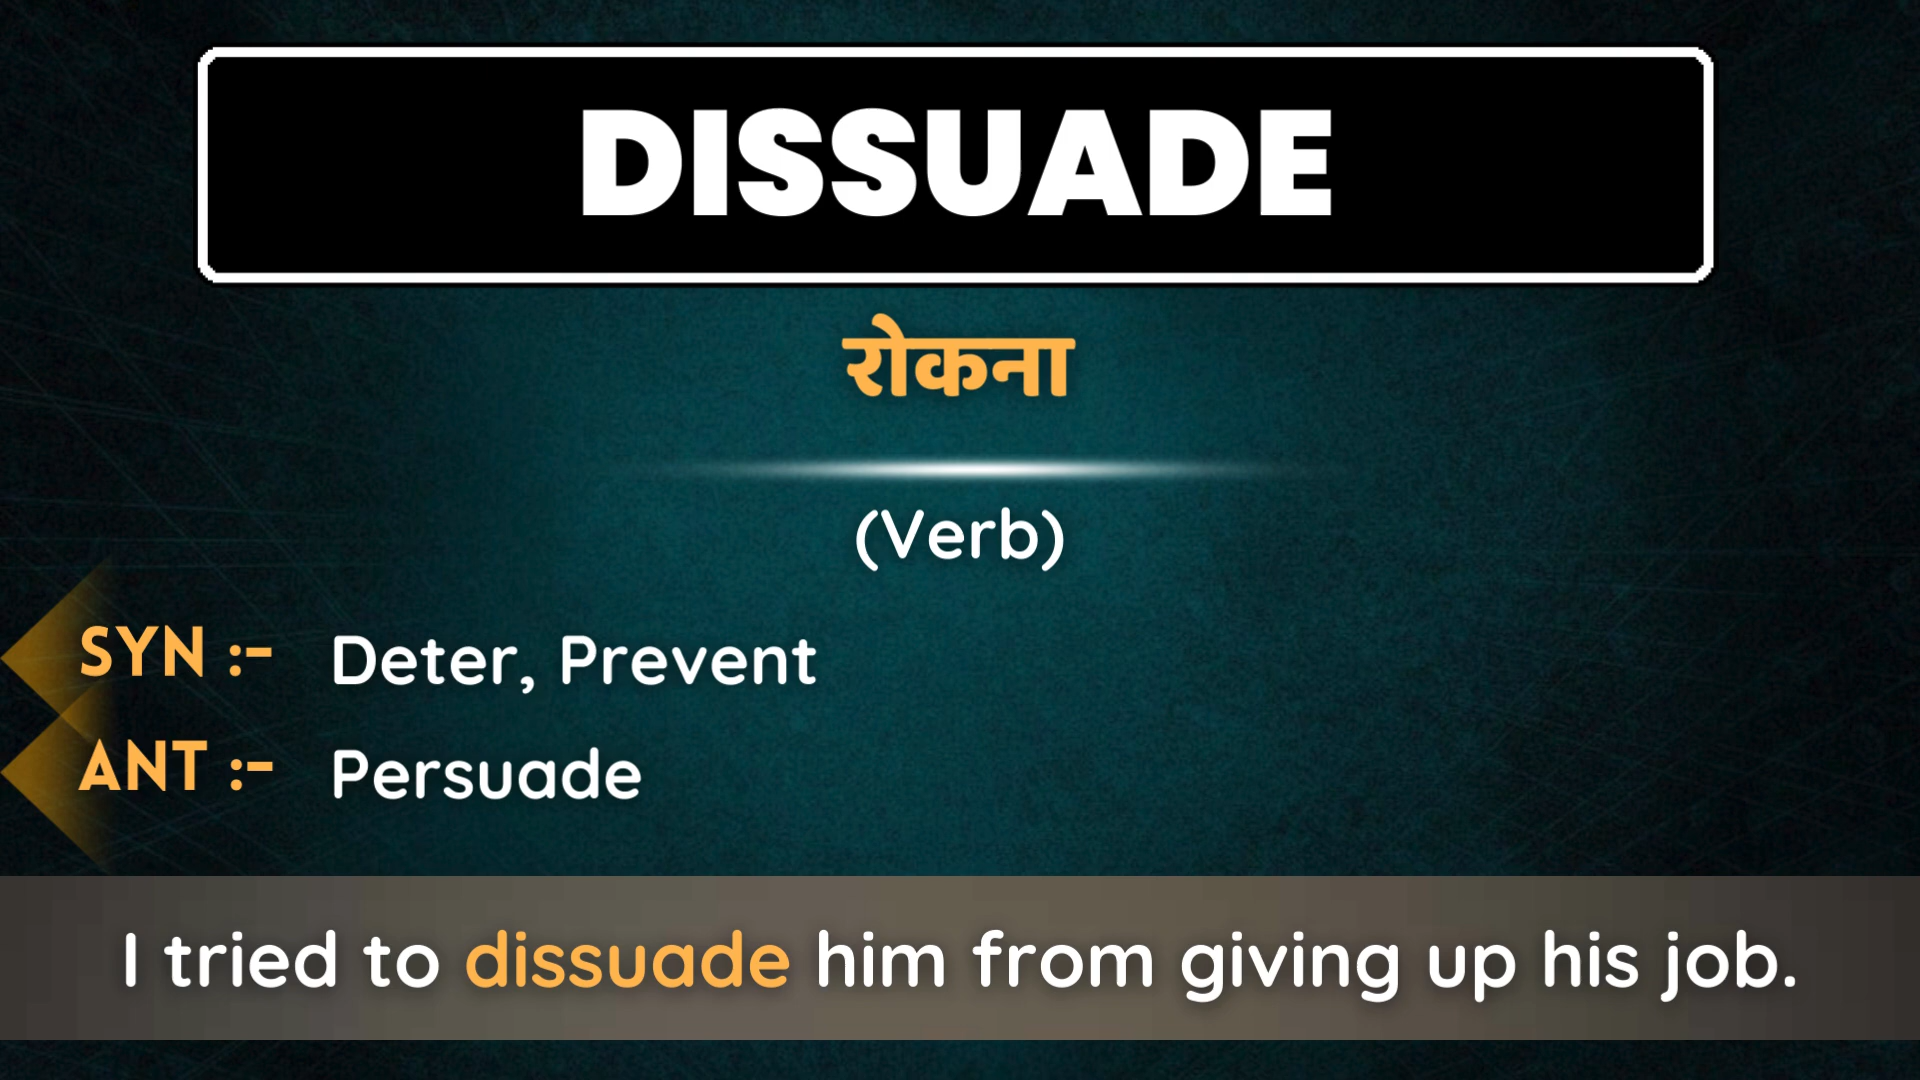 DISSUADE
रोकना
(Verb)
SYN :- Deter, Prevent
ANT :- Persuade
I tried to dissuade him from giving up his job.